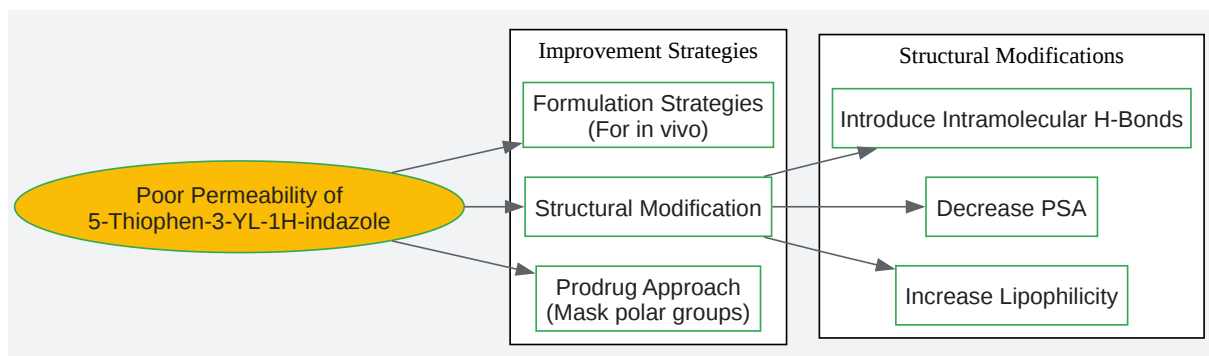 Improvement Strategies
Structural Modifications
Formulation Strategies
(For in vivo)
Introduce Intramolecular H-Bonds
Poor Permeability of
5-Thiophen-3-YL-1H-indazole
Structural Modification
Decrease PSA
Prodrug Approach
(Mask polar groups)
Increase Lipophilicity